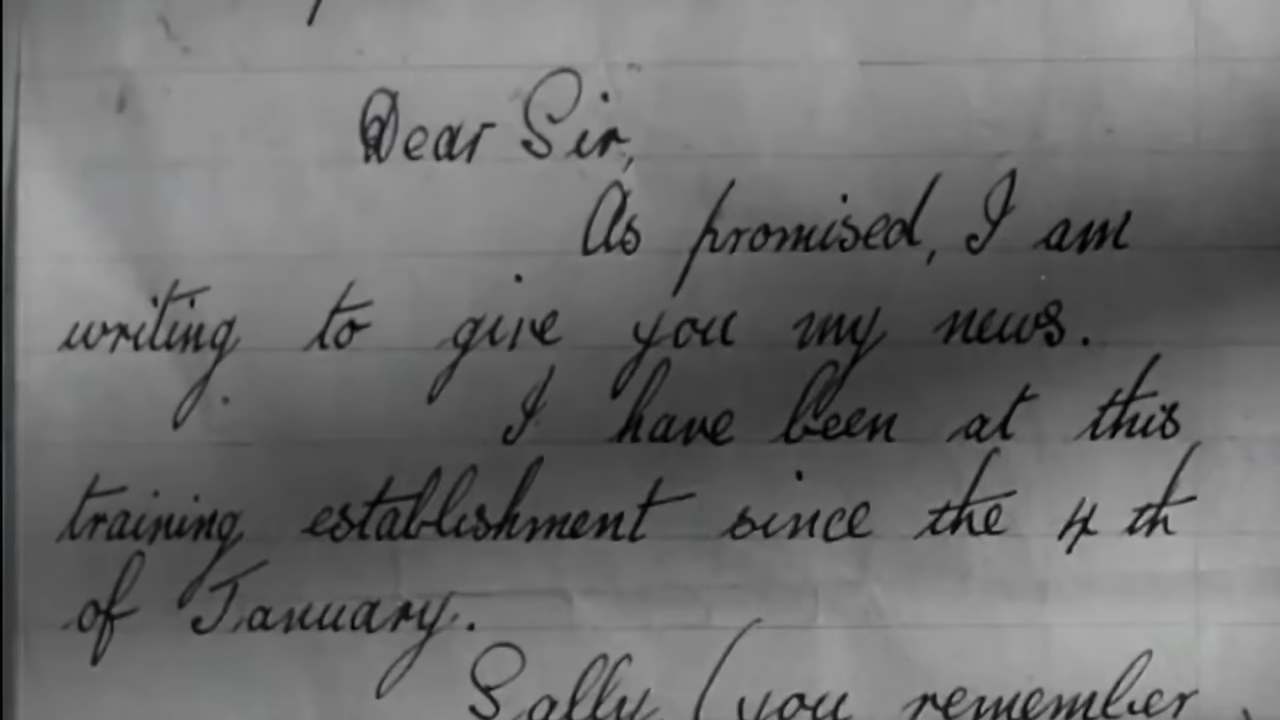 Dear Sir,
As promised, I am
writing to give you my news.
I have been at this
training establishment since the 4th
of January.
Sally (you remember